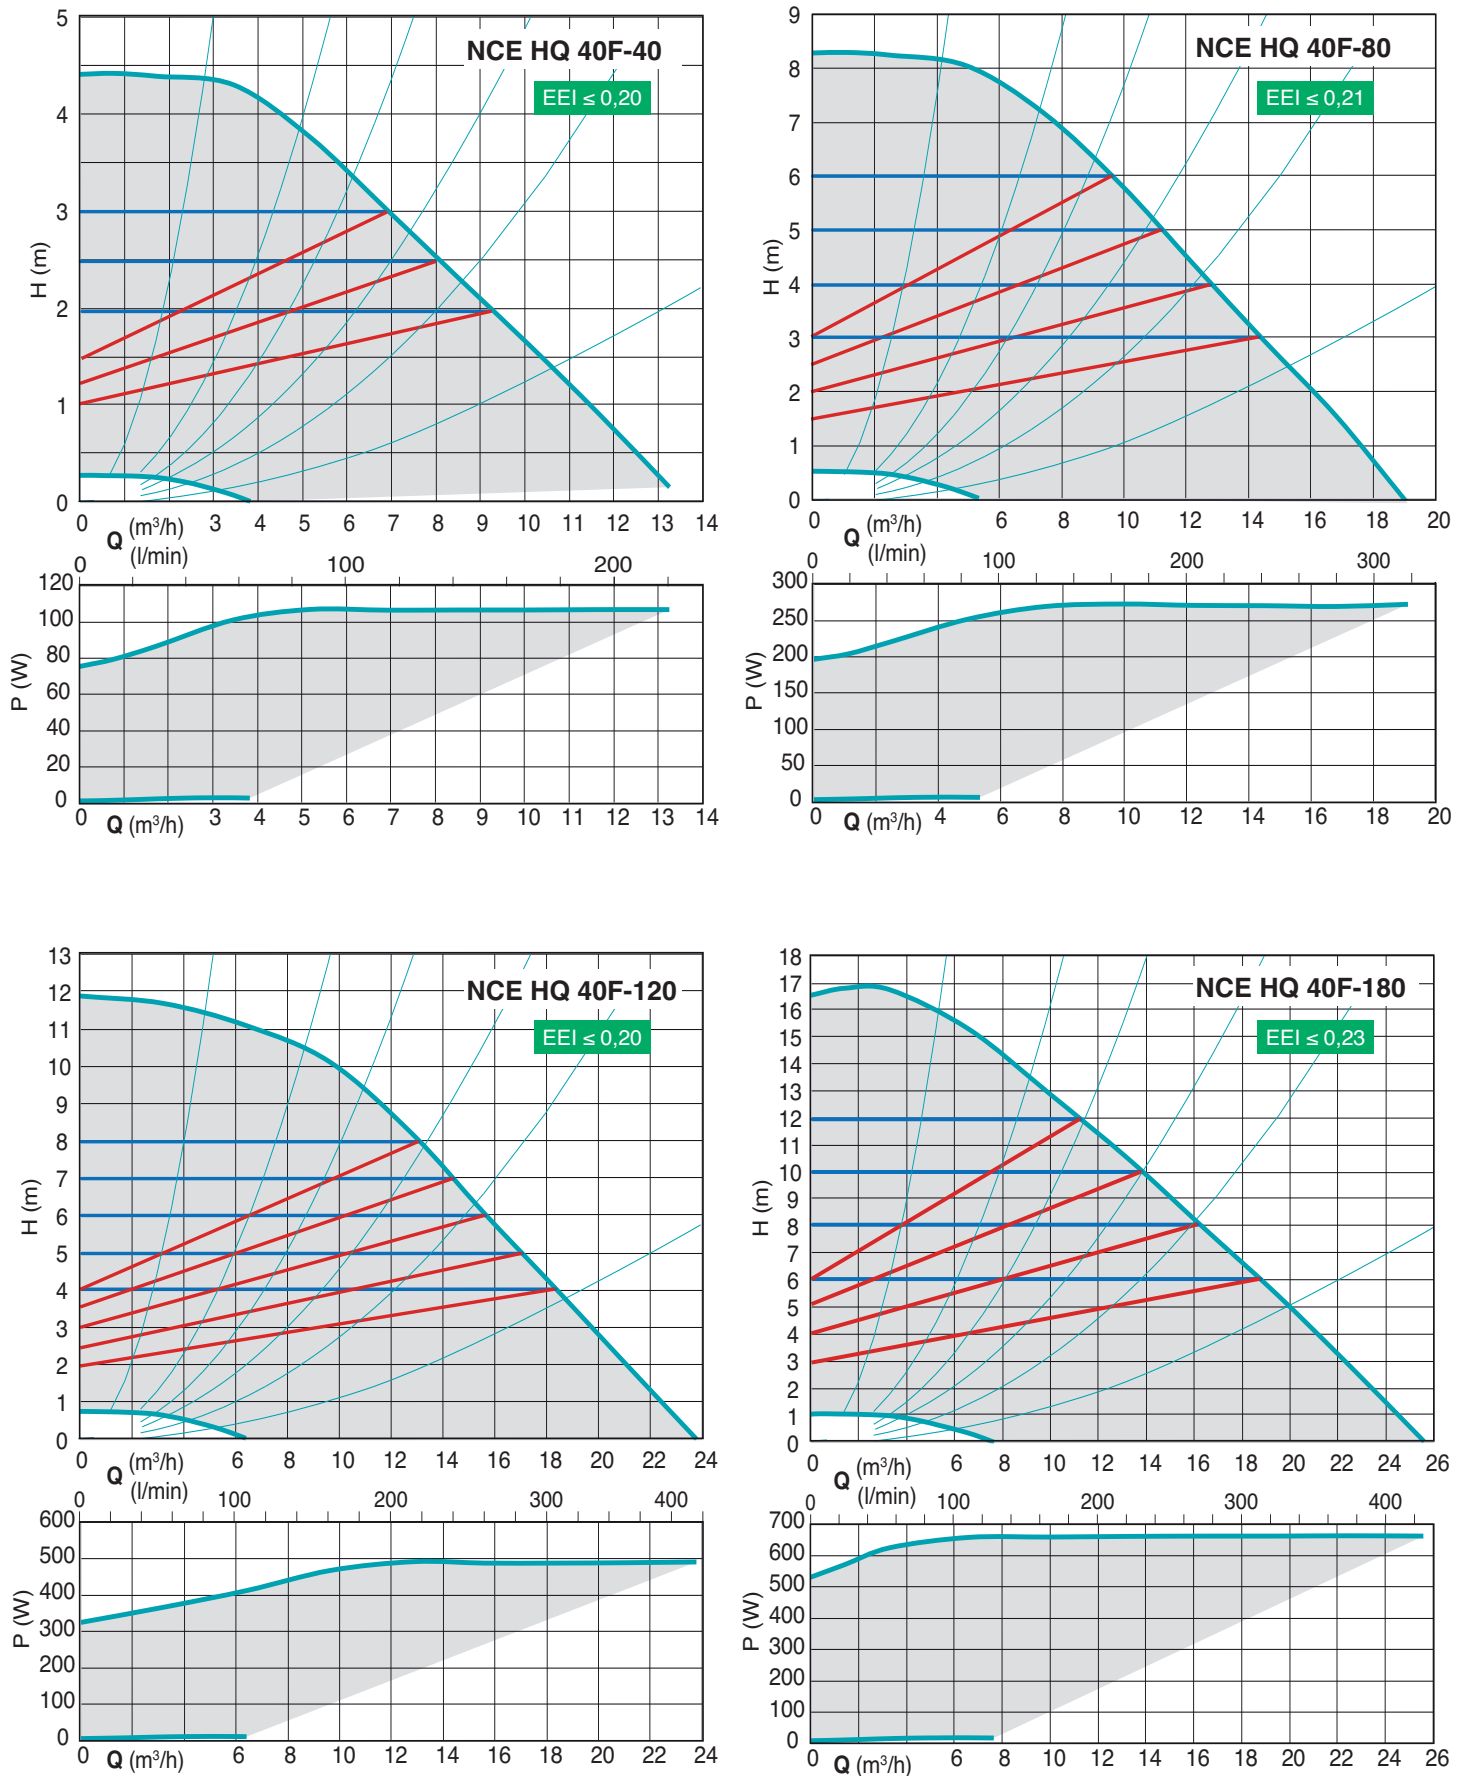 NCE HQ 40F-40
EEI ≤ 0,20
H (m)
5
4
3
2
1
0
0 3 4 5 6 7 8 9 10 11 12 13 14
Q (m³/h)
(l/min)
0 100 200
P (W)
120
100
80
60
40
20
0
0 3 4 5 6 7 8 9 10 11 12 13 14
Q (m³/h)
NCE HQ 40F-80
EEI ≤ 0,21
H (m)
9
8
7
6
5
4
3
2
1
0
0 6 8 10 12 14 16 18 20
Q (m³/h)
(l/min)
0 100 200 300
P (W)
300
250
200
150
100
50
0
0 4 6 8 10 12 14 16 18 20
Q (m³/h)
NCE HQ 40F-120
EEI ≤ 0,20
H (m)
13
12
11
10
9
8
7
6
5
4
3
2
1
0
0 6 8 10 12 14 16 18 20 22 24
Q (m³/h)
(l/min)
0 100 200 300 400
P (W)
600
500
400
300
200
100
0
0 6 8 10 12 14 16 18 20 22 24
Q (m³/h)
NCE HQ 40F-180
EEI ≤ 0,23
H (m)
18
17
16
15
14
13
12
11
10
9
8
7
6
5
4
3
2
1
0
0 6 8 10 12 14 16 18 20 22 24 26
Q (m³/h)
(l/min)
0 100 200 300 400
P (W)
700
600
500
400
300
200
100
0
0 6 8 10 12 14 16 18 20 22 24 26
Q (m³/h)